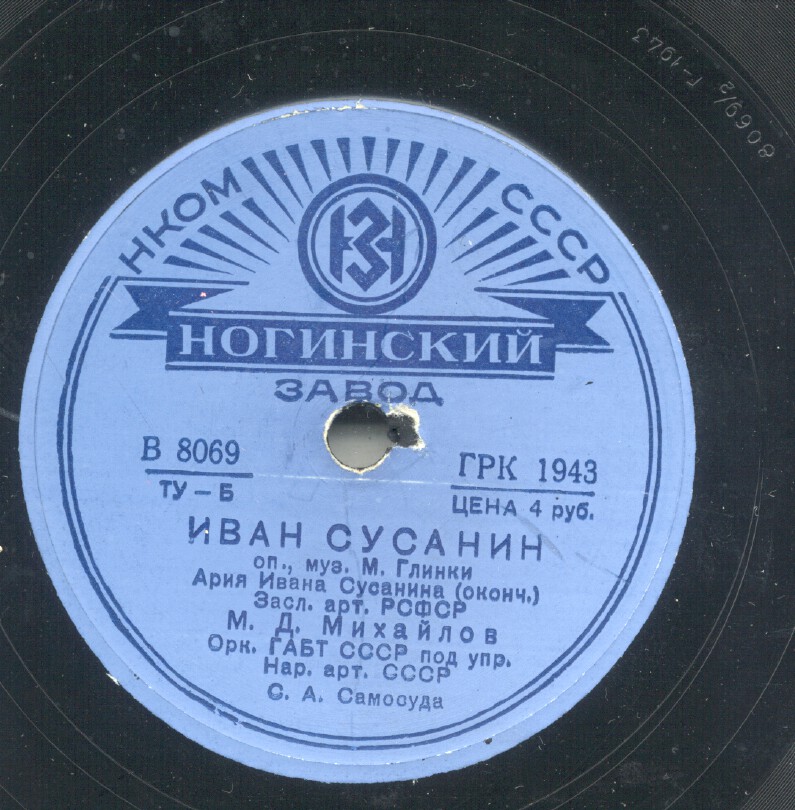 8069/2 Г-1943
НКОМ СССР
НЗ
НОГИНСКИЙ
ЗАВОД
В 8069
ТУ – Б
ГРК 1943
ЦЕНА 4 руб.
ИВАН СУСАНИН
оп., муз. М. Глинки
Ария Ивана Сусанина (оконч.)
Засл. арт. РСФСР
М. Д. Михайлов
Орк. ГАБТ СССР под упр.
Нар. арт. СССР
С. А. Самосуда